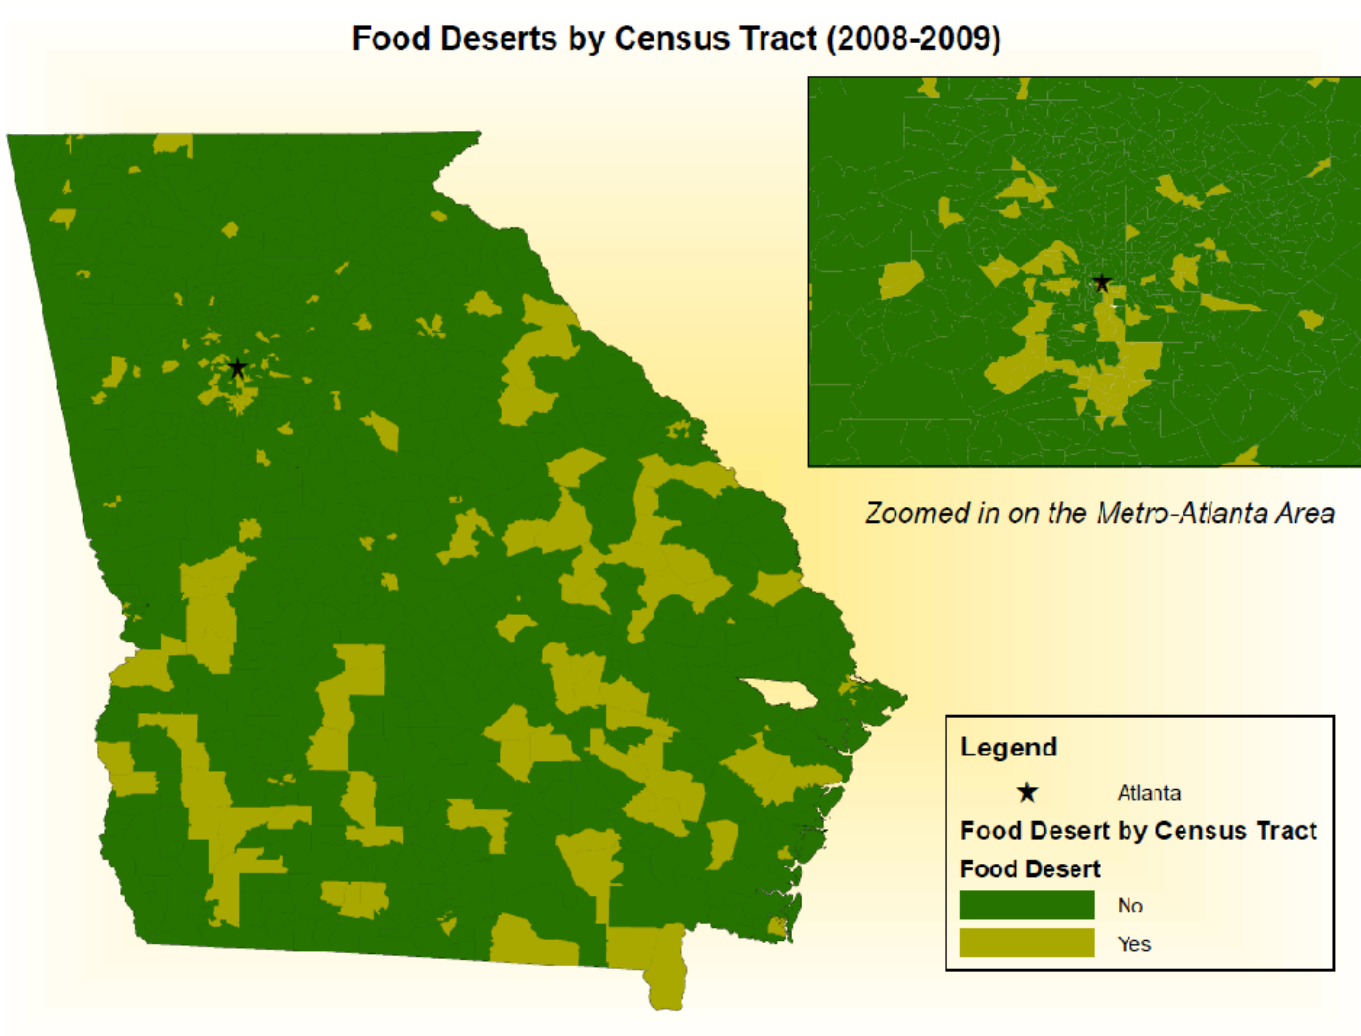 Food Deserts by Census Tract (2008-2009)
Zoomed in on the Metro-Atlanta Area
Legend
Atlanta
Food Desert by Census Tract
Food Desert
No
Yes